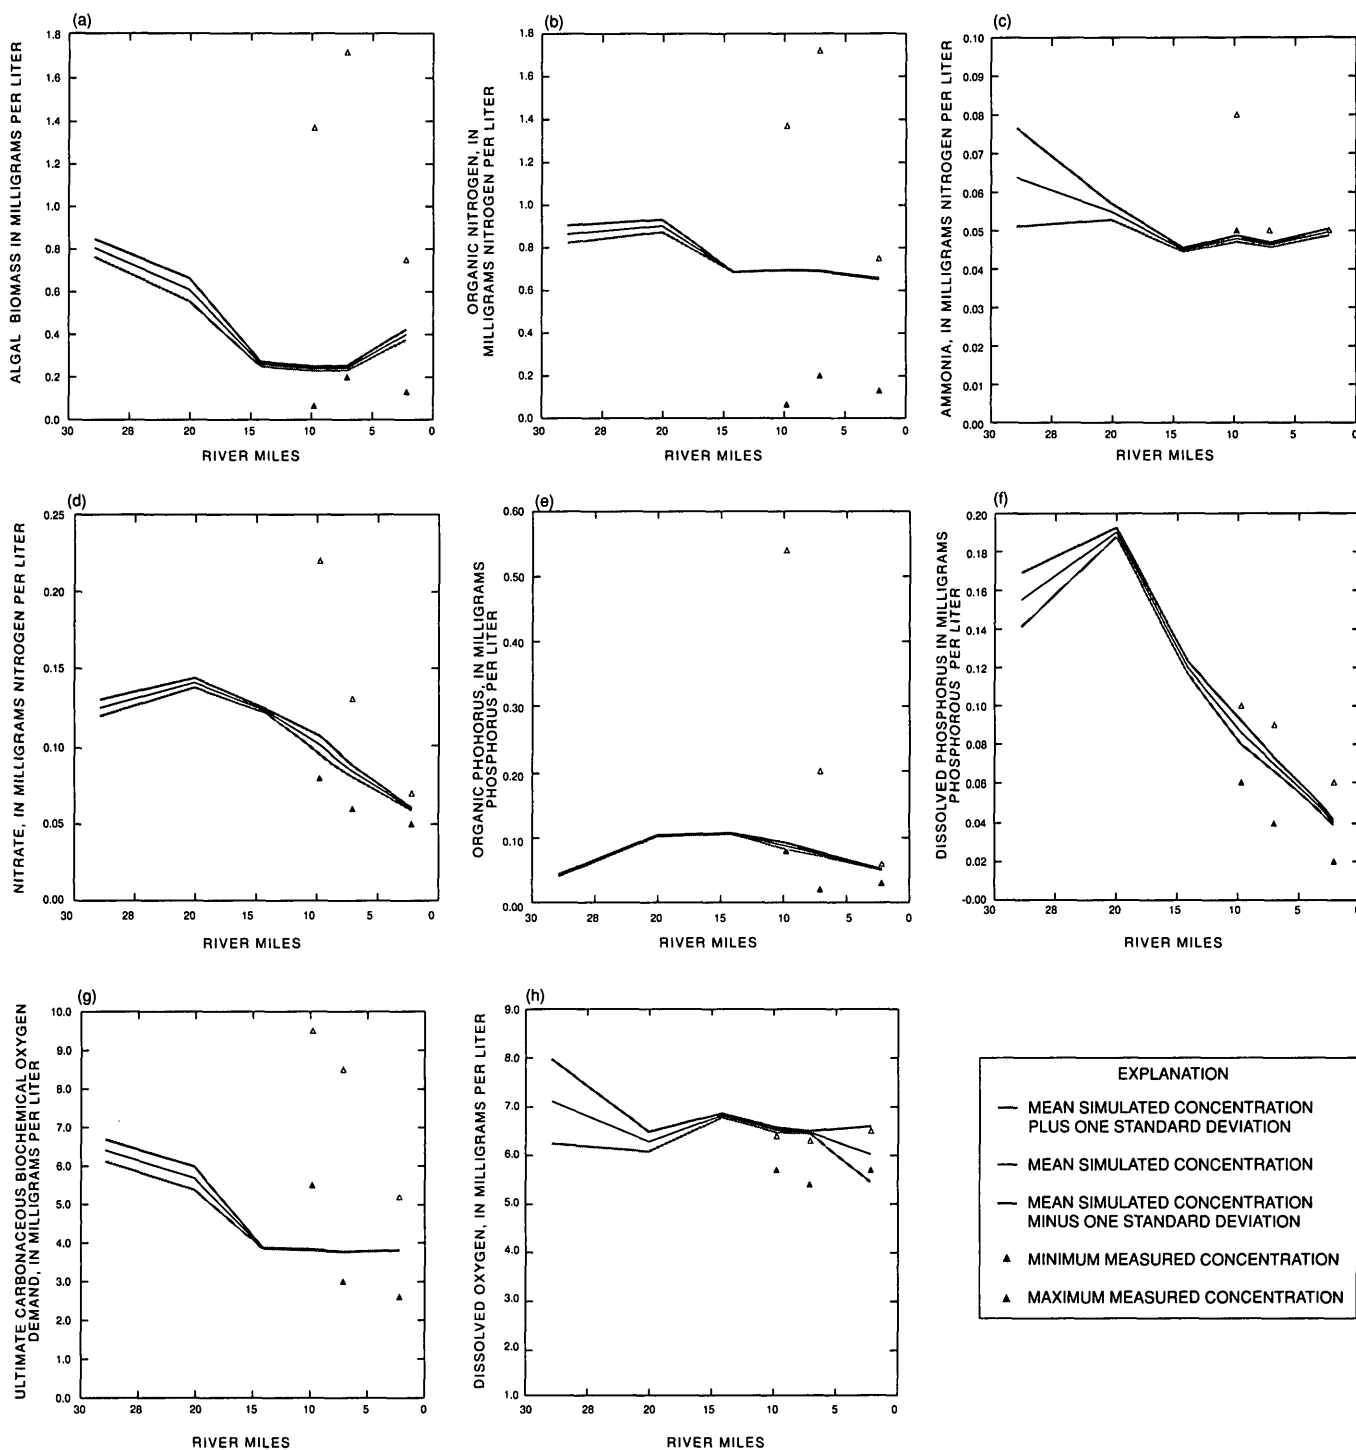 (a)
ALGAL BIOMASS IN MILLIGRAMS PER LITER
1.8
1.6
1.4
1.2
1.0
0.8
0.6
0.4
0.2
0.0
30 28 20 15 10 5 0
RIVER MILES
(b)
ORGANIC NITROGEN, IN
MILLIGRAMS NITROGEN PER LITER
1.8
1.6
1.4
1.2
1.0
0.8
0.6
0.4
0.2
0.0
30 28 20 15 10 5 0
RIVER MILES
(c)
AMMONIA, IN MILLIGRAMS NITROGEN PER LITER
0.10
0.09
0.08
0.07
0.06
0.05
0.04
0.03
0.02
0.01
0.00
30 28 20 15 10 5 0
RIVER MILES
(d)
NITRATE, IN MILLIGRAMS NITROGEN PER LITER
0.25
0.20
0.15
0.10
0.05
0.00
30 28 20 15 10 5 0
RIVER MILES
(e)
ORGANIC PHOHORUS, IN MILLIGRAMS
PHOSPHORUS PER LITER
0.60
0.50
0.40
0.30
0.20
0.10
0.00
30 28 20 15 10 5 0
RIVER MILES
(f)
DISSOLVED PHOSPHORUS IN MILLIGRAMS
PHOSPHOROUS PER LITER
0.20
0.18
0.16
0.14
0.12
0.10
0.08
0.06
0.04
0.02
-0.00
30 28 20 15 10 5 0
RIVER MILES
(g)
ULTIMATE CARBONACEOUS BIOCHEMICAL OXYGEN
DEMAND, IN MILLIGRAMS PER LITER
10.0
9.0
8.0
7.0
6.0
5.0
4.0
3.0
2.0
1.0
0.0
30 28 20 15 10 5 0
RIVER MILES
(h)
DISSOLVED OXYGEN, IN MILLIGRAMS PER LITER
9.0
8.0
7.0
6.0
5.0
4.0
3.0
2.0
1.0
30 28 20 15 10 5 0
RIVER MILES
EXPLANATION
MEAN SIMULATED CONCENTRATION
PLUS ONE STANDARD DEVIATION
MEAN SIMULATED CONCENTRATION
MEAN SIMULATED CONCENTRATION
MINUS ONE STANDARD DEVIATION
MINIMUM MEASURED CONCENTRATION
MAXIMUM MEASURED CONCENTRATION